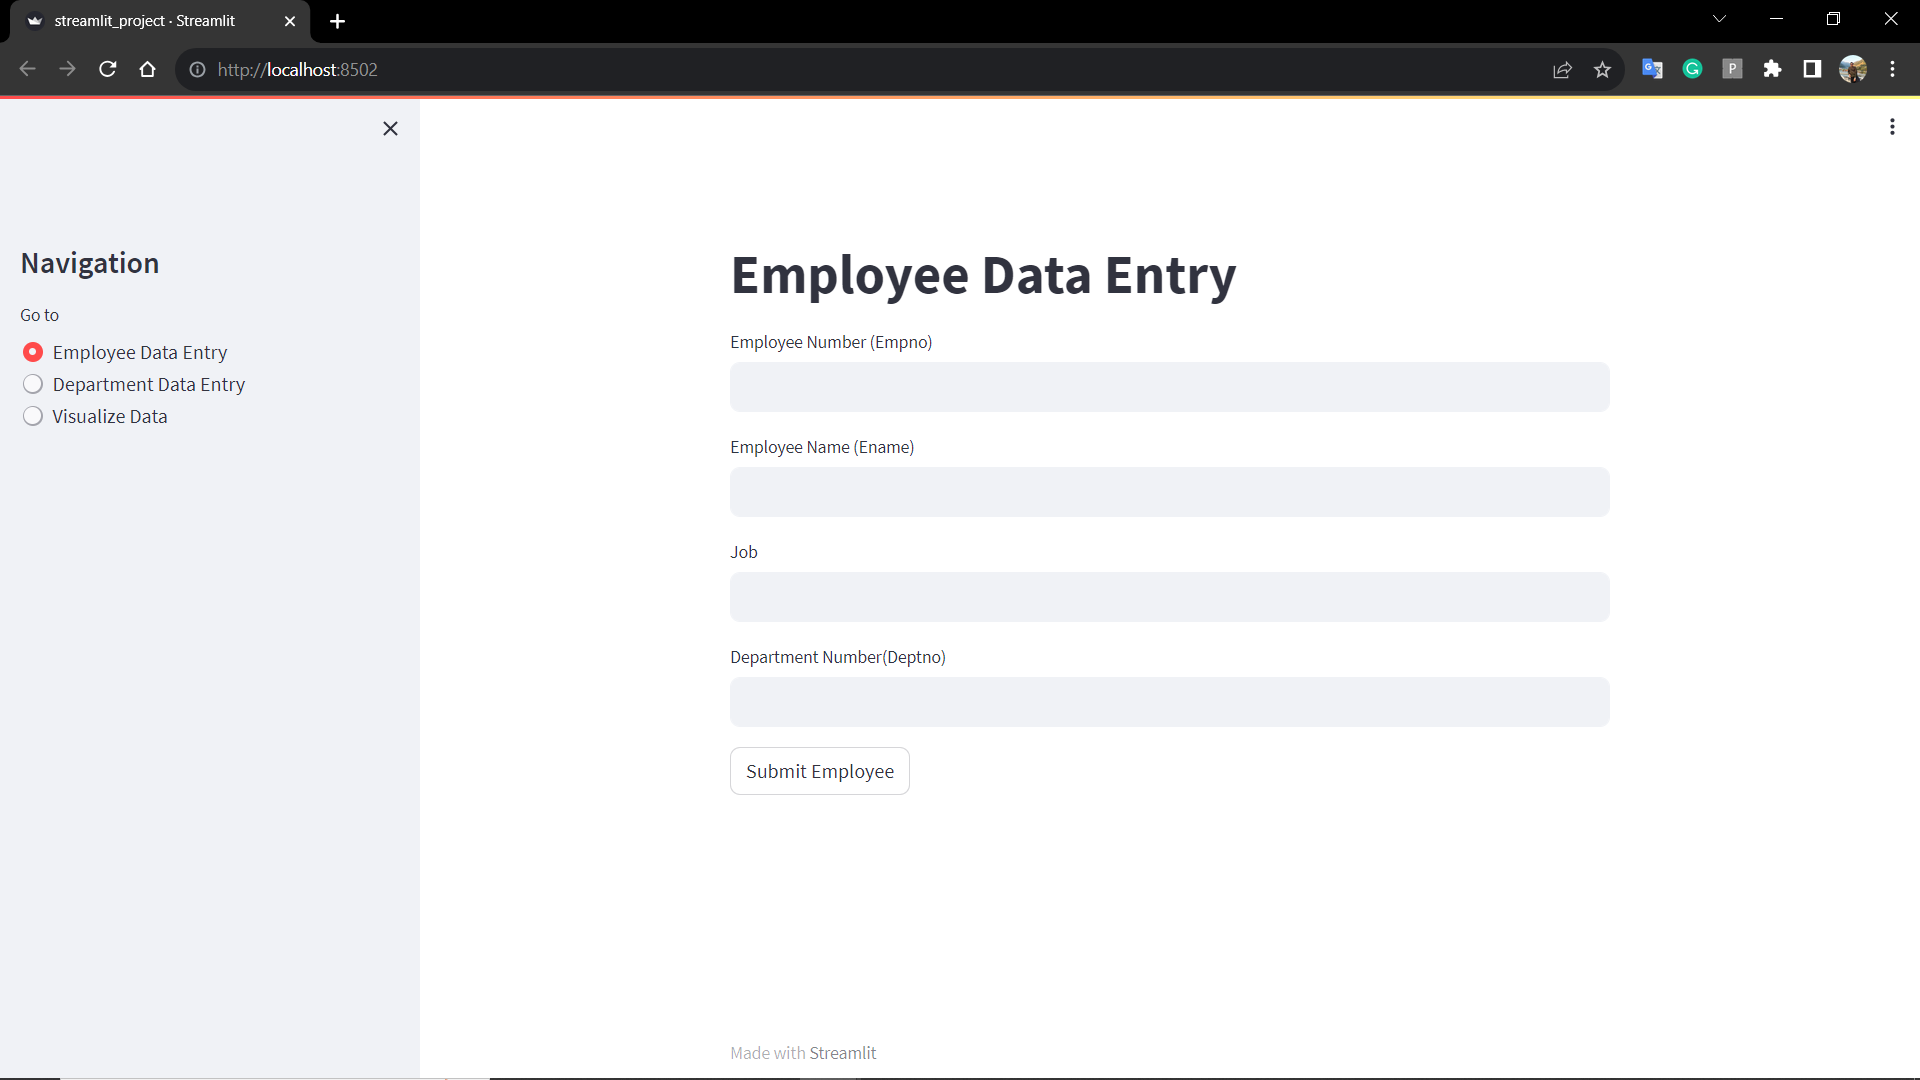 streamlit_project · Streamlit
http://localhost:8502
G
P
Navigation
Go to
Employee Data Entry
Department Data Entry
Visualize Data
Employee Data Entry
Employee Number (Empno)
Employee Name (Ename)
Job
Department Number(Deptno)
Submit Employee
Made with Streamlit